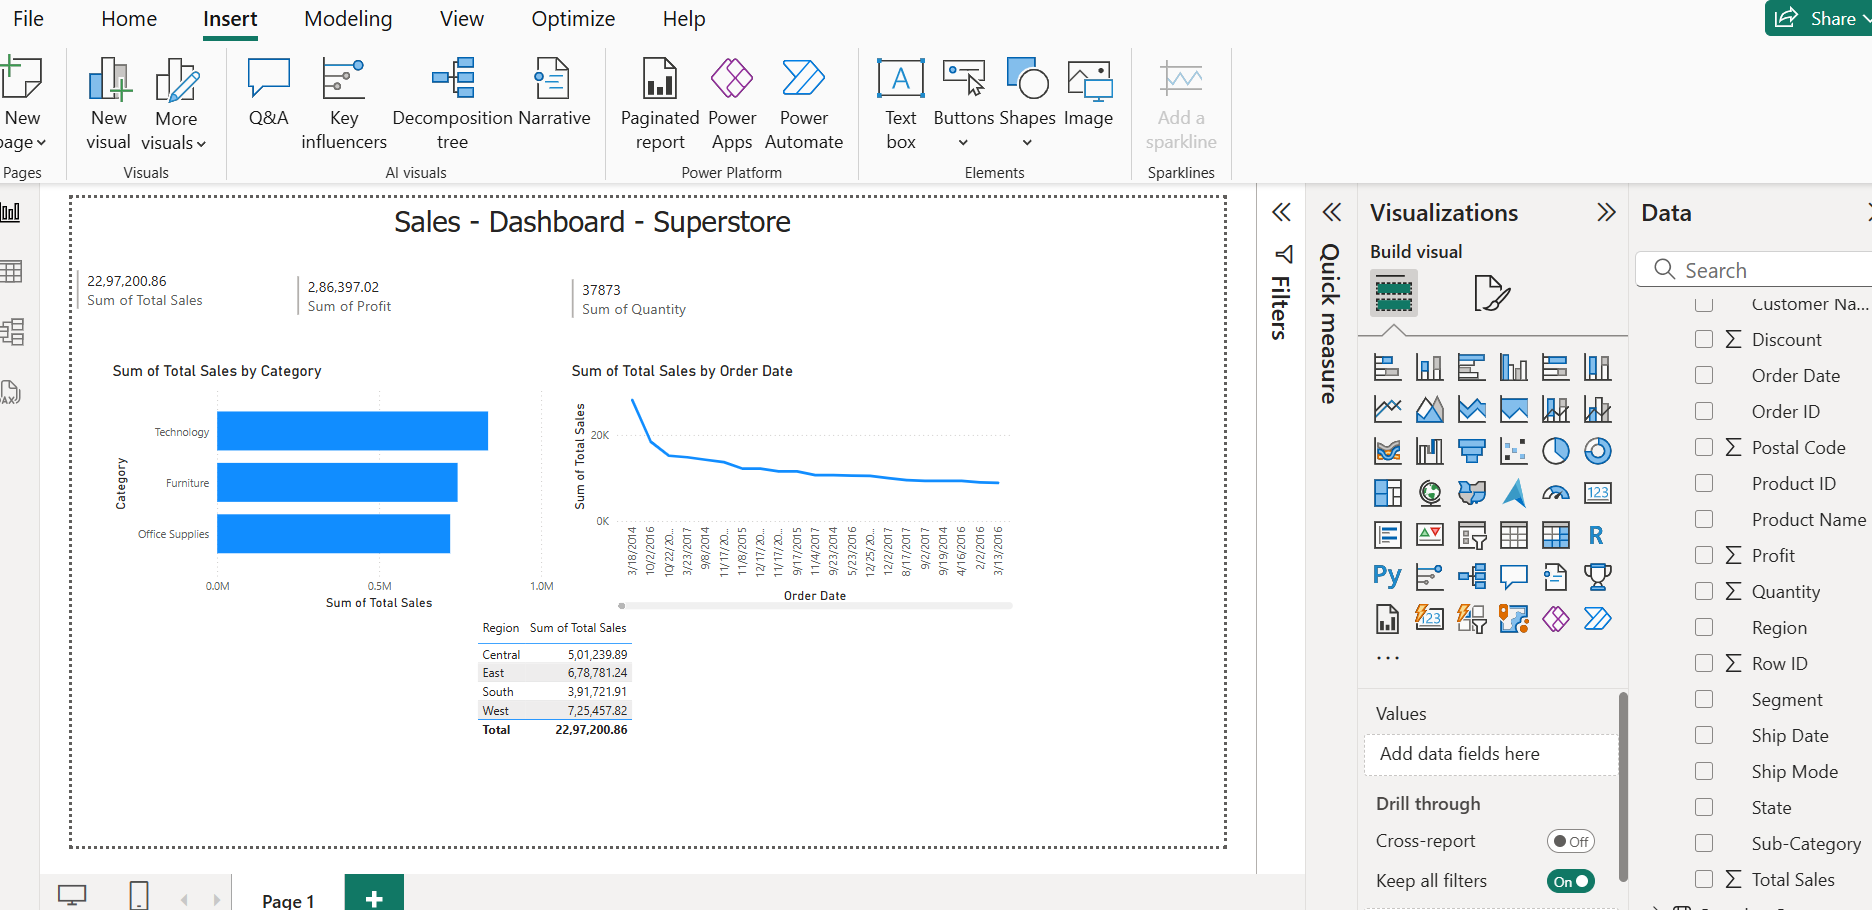 File Home Insert Modeling View Optimize Help Share
New page
Pages
New visual
More visuals
Visuals
Q&A
Key influencers
Decomposition tree
Narrative
AI visuals
Paginated report
Power Apps
Power Automate
Power Platform
Text box
Buttons
Shapes
Image
Elements
Add a sparkline
Sparklines
Sales - Dashboard - Superstore
22,97,200.86
Sum of Total Sales
2,86,397.02
Sum of Profit
37873
Sum of Quantity
Sum of Total Sales by Category
Category
Technology
Furniture
Office Supplies
0.0M 0.5M 1.0M
Sum of Total Sales
Sum of Total Sales by Order Date
Sum of Total Sales
20K
0K
3/18/2014
10/2/2016
10/22/20...
3/23/2017
9/8/2014
11/17/20...
11/8/2015
12/17/20...
11/17/20...
9/17/2015
11/4/2017
9/23/2014
5/23/2016
12/25/20...
12/2/2017
8/17/2017
9/2/2017
9/19/2014
4/16/2016
2/2/2016
3/13/2016
Order Date
Region Sum of Total Sales
Central 5,01,239.89
East 6,78,781.24
South 3,91,721.91
West 7,25,457.82
Total 22,97,200.86
Page 1
Filters
Quick measure
Visualizations
Build visual
123
R
Py
123
...
Values
Add data fields here
Drill through
Cross-report Off
Keep all filters On
Data
Search
Customer Na...
Discount
Order Date
Order ID
Postal Code
Product ID
Product Name
Profit
Quantity
Region
Row ID
Segment
Ship Date
Ship Mode
State
Sub-Category
Total Sales